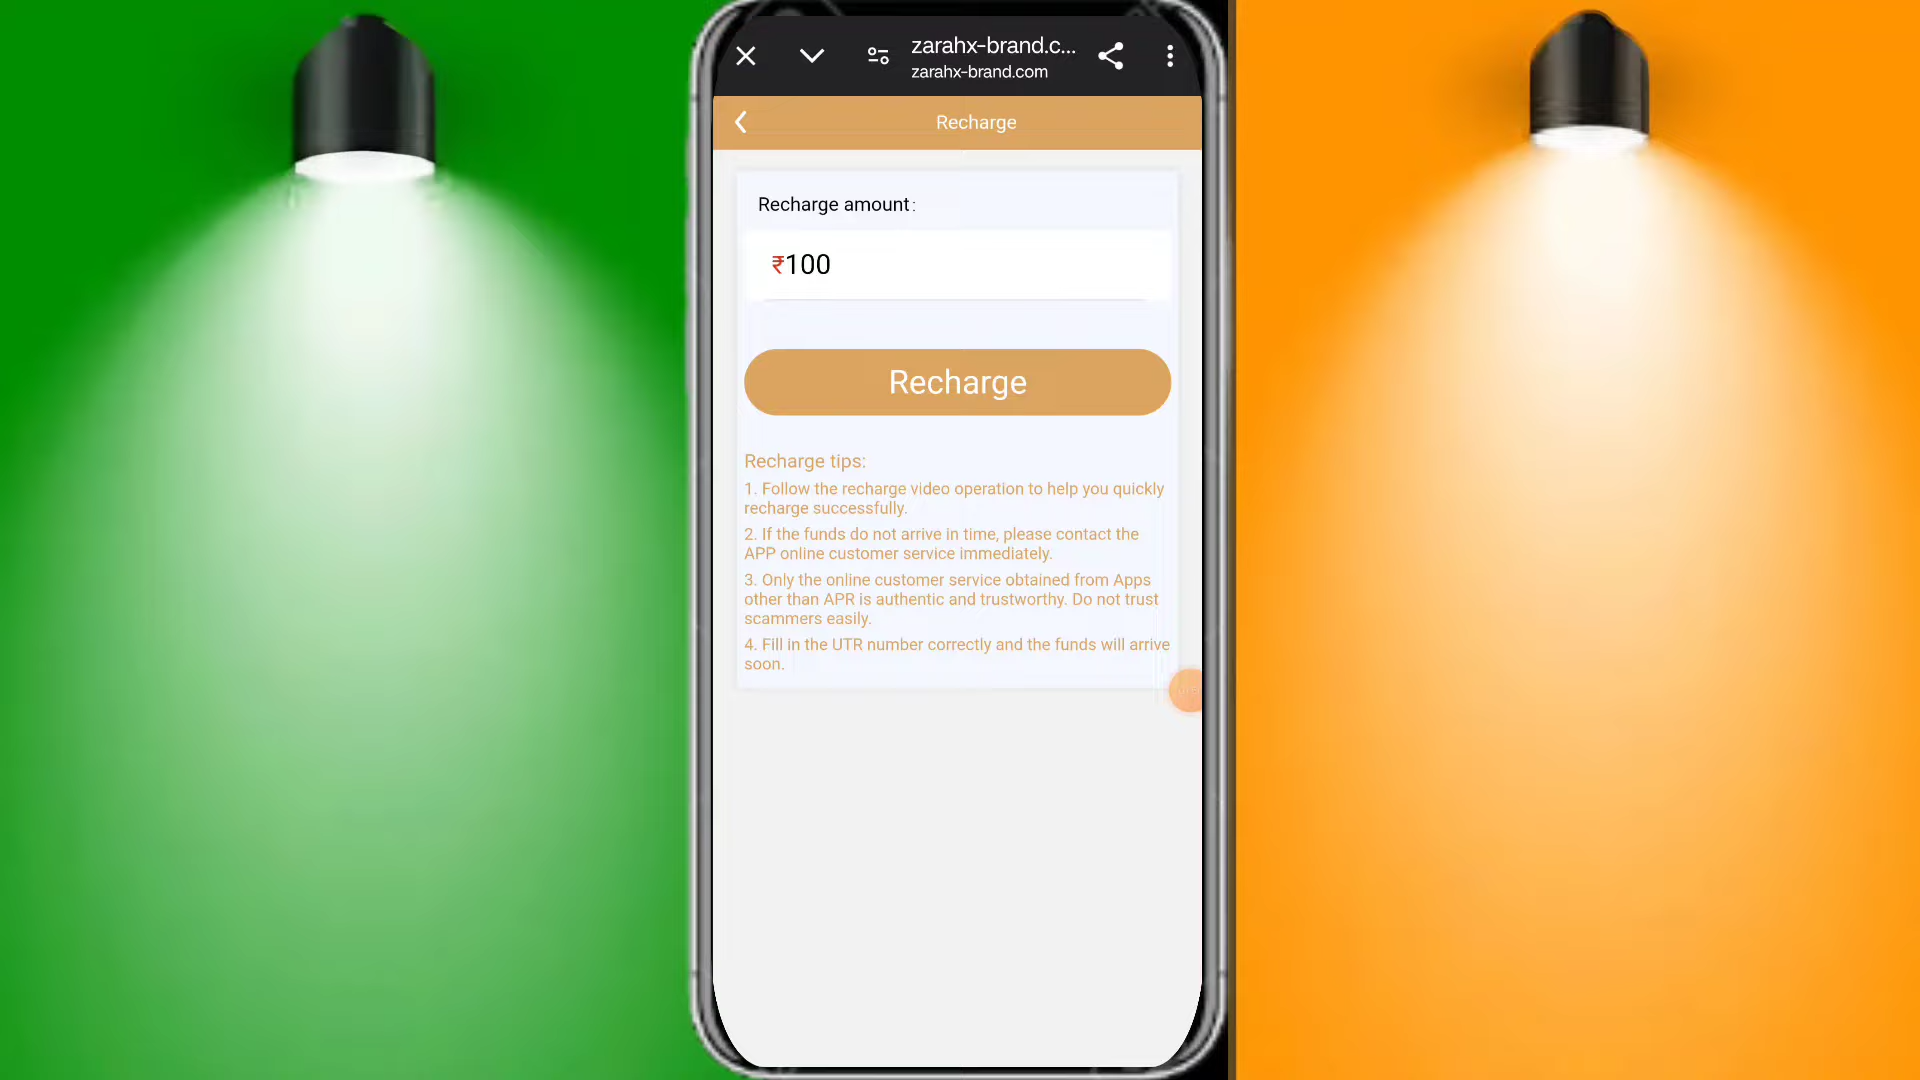 zarahx-brand.c...
zarahx-brand.com
Recharge
Recharge amount:
₹100
Recharge
Recharge tips:
1. Follow the recharge video operation to help you quickly
recharge successfully.
2. If the funds do not arrive in time, please contact the
APP online customer service immediately.
3. Only the online customer service obtained from Apps
other than APR is authentic and trustworthy. Do not trust
scammers easily.
4. Fill in the UTR number correctly and the funds will arrive
soon.